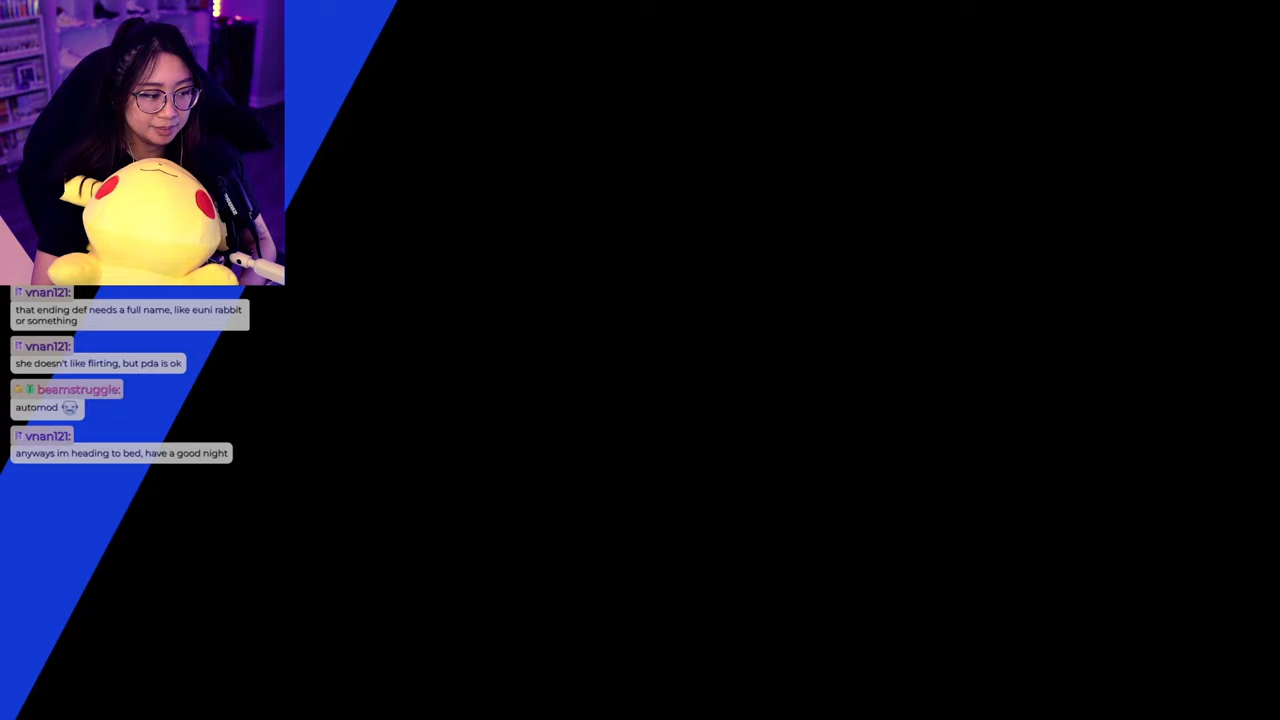 vnan121:
that ending def needs a full name, like euni rabbit
or something
vnan121:
she doesn't like flirting, but pda is ok
beamstruggle:
automod
vnan121:
anyways im heading to bed, have a good night